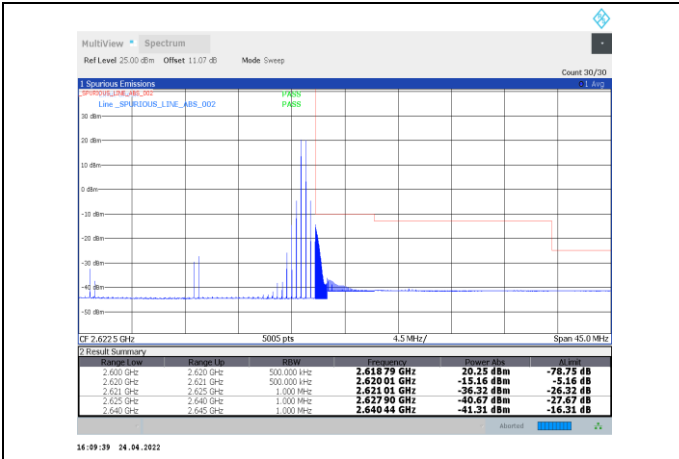 MultiView Spectrum
Ref Level 25.00 dBm Offset 11.07 dB Mode Sweep
Count 30/30
1 Spurious Emissions 1 Avg
_SPURIOUS_LINE_ABS_002 PASS
Line _SPURIOUS_LINE_ABS_002 PASS
30 dBm
20 dBm
10 dBm
0 dBm
-10 dBm
-20 dBm
-30 dBm
-40 dBm
-50 dBm
CF 2.6225 GHz 5005 pts 4.5 MHz/ Span 45.0 MHz
2 Result Summary
Range Low Range Up RBW Frequency Power Abs ΔLimit
2.600 GHz 2.620 GHz 500.000 kHz 2.618 79 GHz 20.25 dBm -78.75 dB
2.620 GHz 2.621 GHz 500.000 kHz 2.620 01 GHz -15.16 dBm -5.16 dB
2.621 GHz 2.625 GHz 1.000 MHz 2.621 01 GHz -36.32 dBm -26.32 dB
2.625 GHz 2.640 GHz 1.000 MHz 2.627 90 GHz -40.67 dBm -27.67 dB
2.640 GHz 2.645 GHz 1.000 MHz 2.640 44 GHz -41.31 dBm -16.31 dB
Aborted
16:09:39 24.04.2022